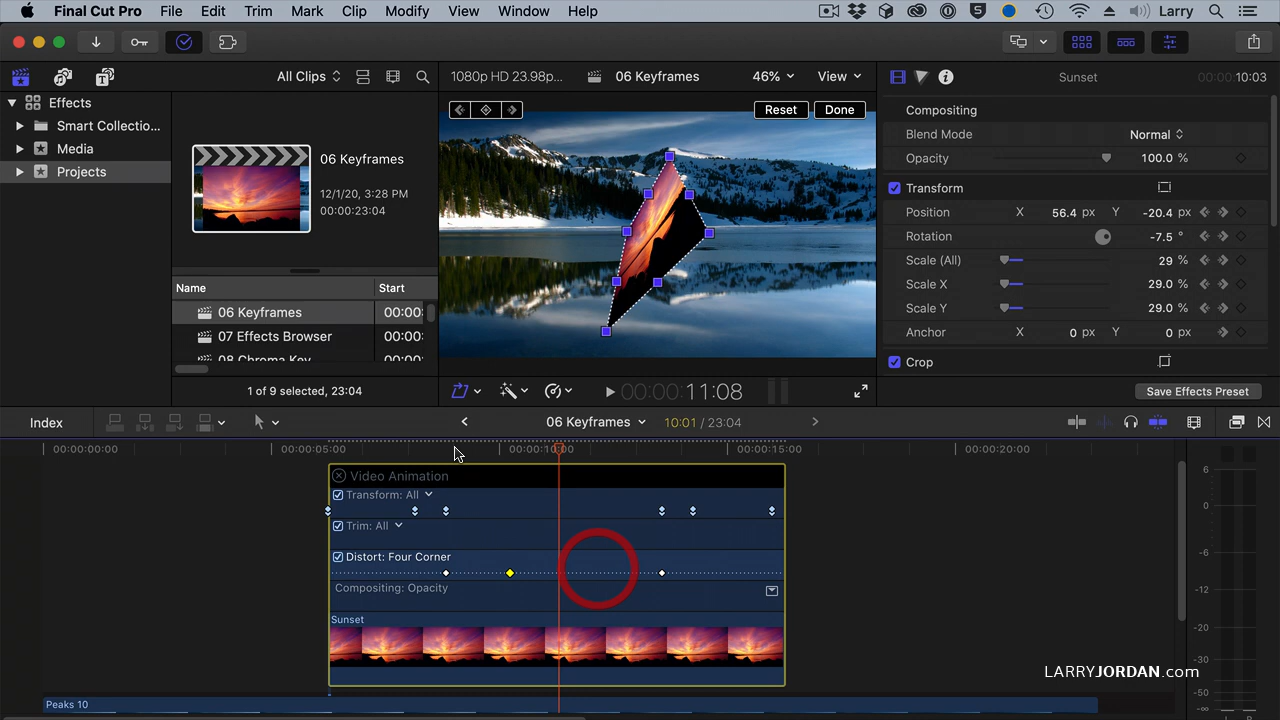 Final Cut Pro File Edit Trim Mark Clip Modify View Window Help Larry
All Clips 1080p HD 23.98p... 06 Keyframes 46% View Sunset 00:00:10:03
Effects
Smart Collectio...
Media
Projects
06 Keyframes
12/1/20, 3:28 PM
00:00:23:04
Name Start
06 Keyframes 00:00:
07 Effects Browser 00:00:
08 Chroma Key 00:00:
1 of 9 selected, 23:04
Reset Done
00:00:11:08
Compositing
Blend Mode Normal
Opacity 100.0 %
Transform
Position X 56.4 px Y -20.4 px
Rotation -7.5 °
Scale (All) 29 %
Scale X 29.0 %
Scale Y 29.0 %
Anchor X 0 px Y 0 px
Crop
Save Effects Preset
Index 06 Keyframes 10:01 / 23:04
00:00:00:00 00:00:05:00 00:00:10:00 00:00:15:00 00:00:20:00
Video Animation
Transform: All
Trim: All
Distort: Four Corner
Compositing: Opacity
Sunset
Peaks 10
6
0
-6
-12
-20
-30
-50
-∞
LARRYJORDAN.com